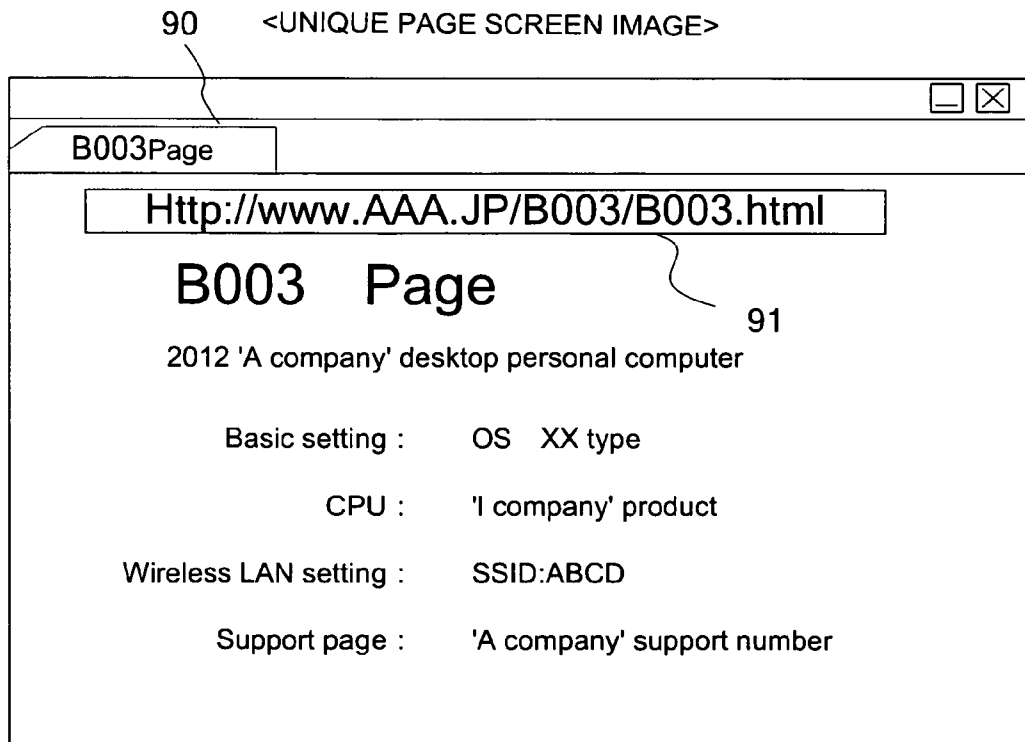 90 <UNIQUE PAGE SCREEN IMAGE>
B003Page
Http://www.AAA.JP/B003/B003.html
B003 Page
91
2012 'A company' desktop personal computer
Basic setting : OS XX type
CPU : 'I company' product
Wireless LAN setting : SSID:ABCD
Support page : 'A company' support number